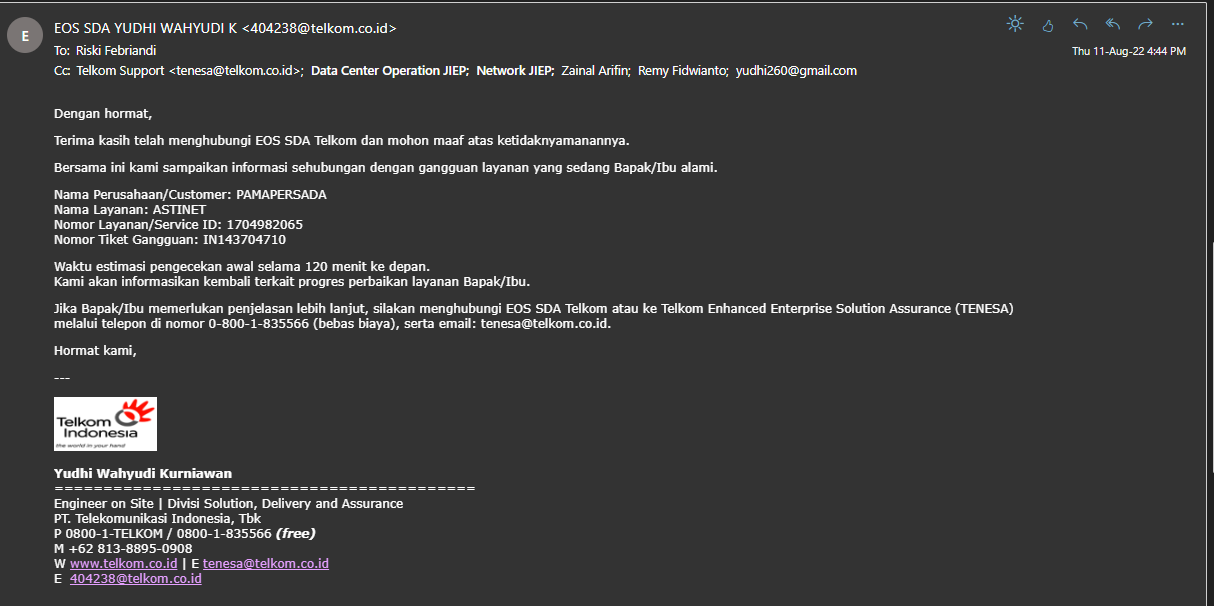 E
EOS SDA YUDHI WAHYUDI K <404238@telkom.co.id>
To: Riski Febriandi
Thu 11-Aug-22 4:44 PM
Cc: Telkom Support <tenesa@telkom.co.id>; Data Center Operation JIEP; Network JIEP; Zainal Arifin; Remy Fidwianto; yudhi260@gmail.com
Dengan hormat,
Terima kasih telah menghubungi EOS SDA Telkom dan mohon maaf atas ketidaknyamanannya.
Bersama ini kami sampaikan informasi sehubungan dengan gangguan layanan yang sedang Bapak/Ibu alami.
Nama Perusahaan/Customer: PAMAPERSADA
Nama Layanan: ASTINET
Nomor Layanan/Service ID: 1704982065
Nomor Tiket Gangguan: IN143704710
Waktu estimasi pengecekan awal selama 120 menit ke depan.
Kami akan informasikan kembali terkait progres perbaikan layanan Bapak/Ibu.
Jika Bapak/Ibu memerlukan penjelasan lebih lanjut, silakan menghubungi EOS SDA Telkom atau ke Telkom Enhanced Enterprise Solution Assurance (TENESA)
melalui telepon di nomor 0-800-1-835566 (bebas biaya), serta email: tenesa@telkom.co.id.
Hormat kami,
---
Telkom
Indonesia
the world in your hand
Yudhi Wahyudi Kurniawan
===========================================
Engineer on Site | Divisi Solution, Delivery and Assurance
PT. Telekomunikasi Indonesia, Tbk
P 0800-1-TELKOM / 0800-1-835566 (free)
M +62 813-8895-0908
W www.telkom.co.id | E tenesa@telkom.co.id
E 404238@telkom.co.id